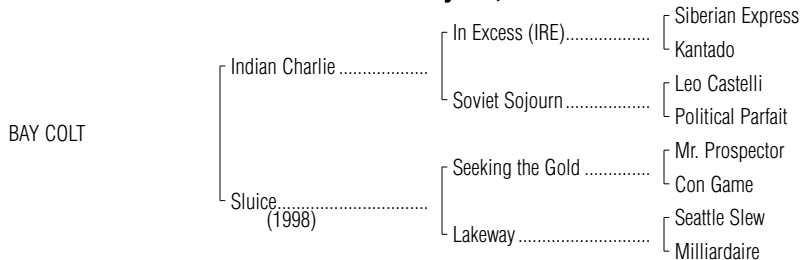 Siberian Express
In Excess (IRE)...................
Kantado
Indian Charlie ...................
Leo Castelli
Soviet Sojourn...................
Political Parfait
BAY COLT
Mr. Prospector
Seeking the Gold ..............
Con Game
Sluice................................
(1998)
Seattle Slew
Lakeway ............................
Milliardaire